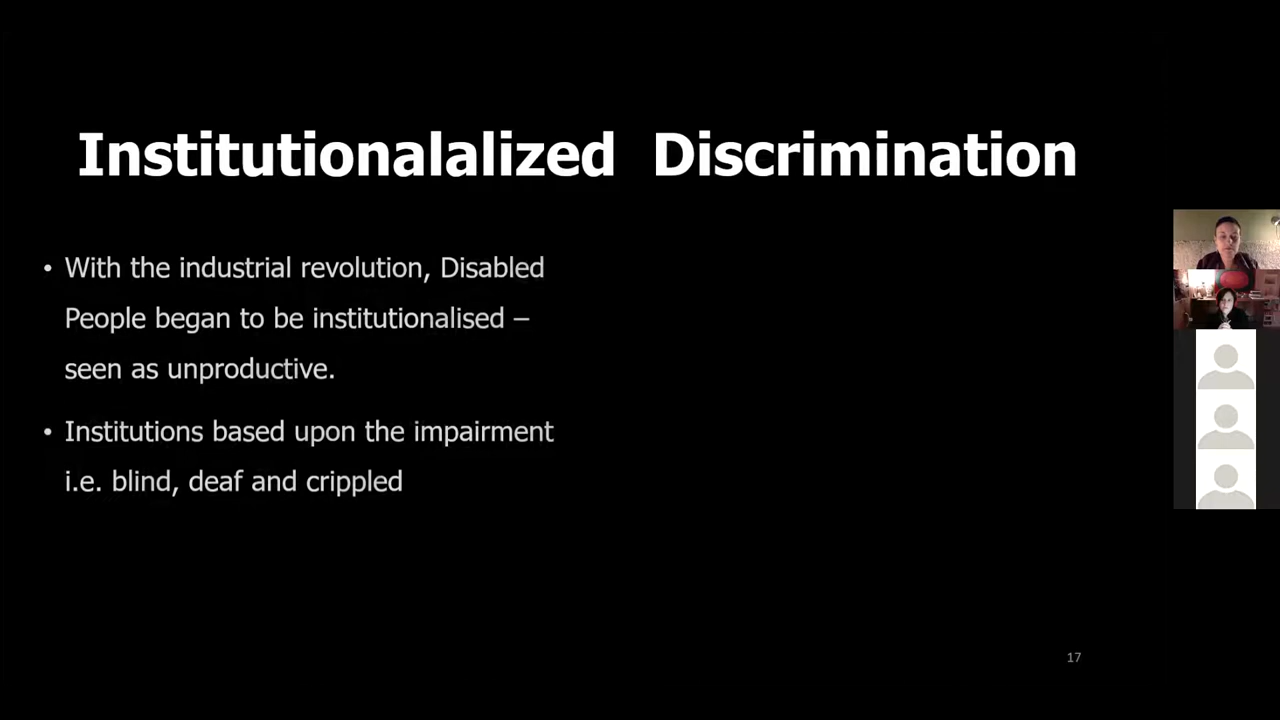 Institutionalalized Discrimination
• With the industrial revolution, Disabled
People began to be institutionalised –
seen as unproductive.
• Institutions based upon the impairment
i.e. blind, deaf and crippled
17